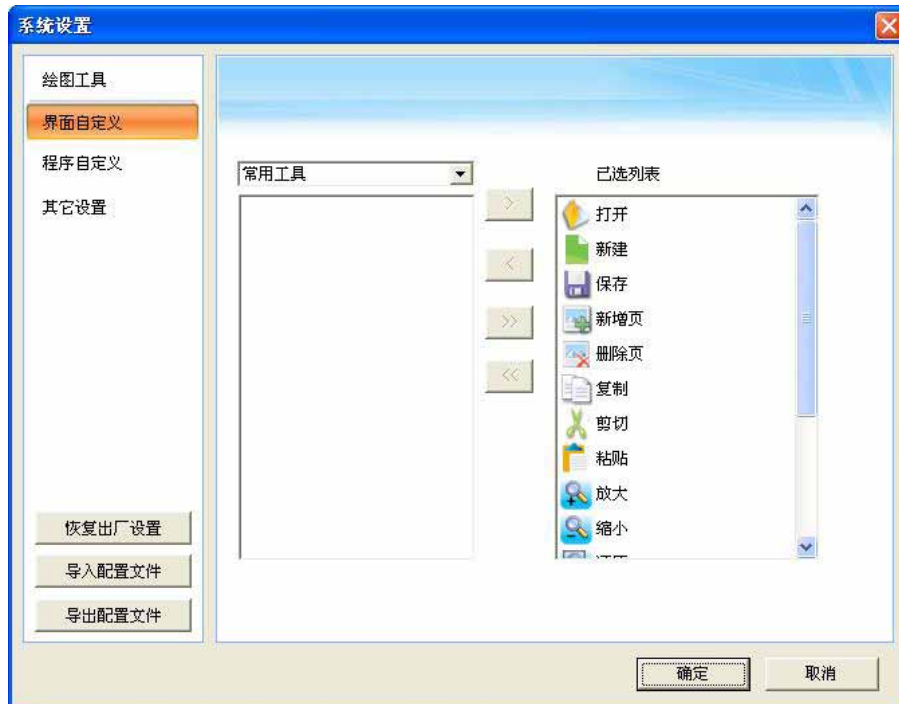 系统设置
绘图工具
界面自定义
程序自定义
其它设置
恢复出厂设置
导入配置文件
导出配置文件
常用工具
>
<
>>
<<
已选列表
打开
新建
保存
新增页
删除页
复制
剪切
粘贴
放大
缩小
确定
取消